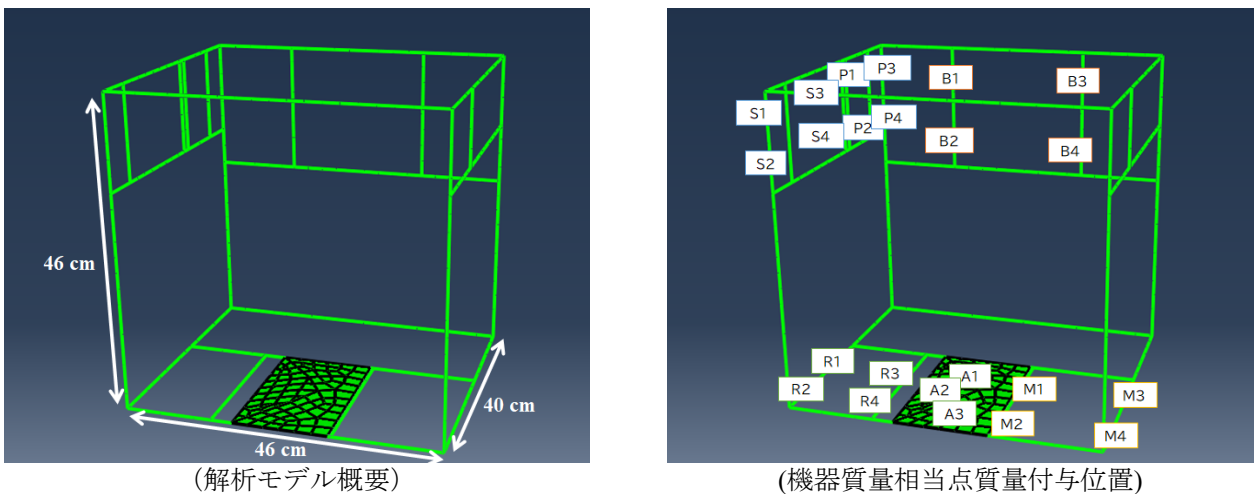 46 cm
46 cm
40 cm
(解析モデル概要)
P1 P3 B1 B3
S3
S1 P4
S4 P2 B2 B4
S2
R1 R3 A1 M1 M3
R2 R4 A2
A3 M2 M4
(機器質量相当点質量付与位置)